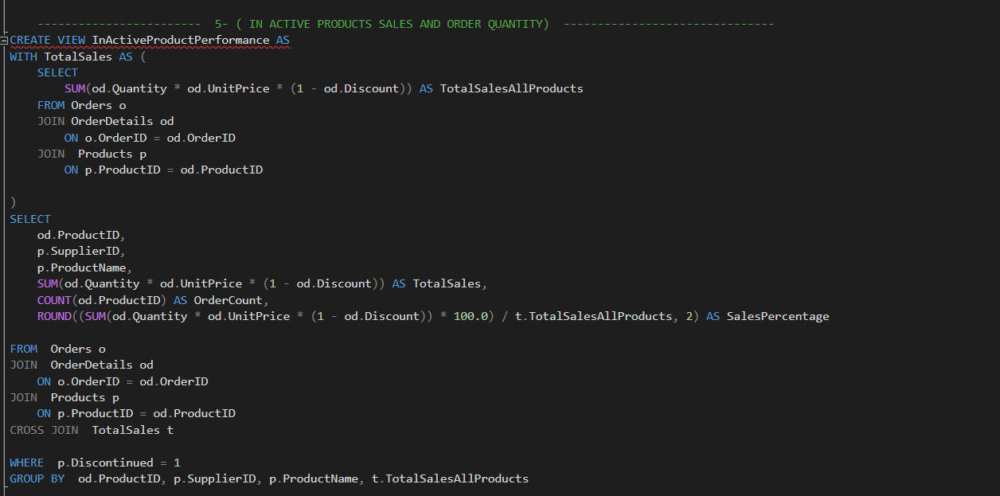 ------------------------ 5- ( IN ACTIVE PRODUCTS SALES AND ORDER QUANTITY) -------------------------------
CREATE VIEW InActiveProductPerformance AS
WITH TotalSales AS (
    SELECT
        SUM(od.Quantity * od.UnitPrice * (1 - od.Discount)) AS TotalSalesAllProducts
    FROM Orders o
    JOIN OrderDetails od
        ON o.OrderID = od.OrderID
    JOIN  Products p
        ON p.ProductID = od.ProductID
)
SELECT
    od.ProductID,
    p.SupplierID,
    p.ProductName,
    SUM(od.Quantity * od.UnitPrice * (1 - od.Discount)) AS TotalSales,
    COUNT(od.ProductID) AS OrderCount,
    ROUND((SUM(od.Quantity * od.UnitPrice * (1 - od.Discount)) * 100.0) / t.TotalSalesAllProducts, 2) AS SalesPercentage
FROM  Orders o
JOIN  OrderDetails od
    ON o.OrderID = od.OrderID
JOIN  Products p
    ON p.ProductID = od.ProductID
CROSS JOIN  TotalSales t
WHERE  p.Discontinued = 1
GROUP BY  od.ProductID, p.SupplierID, p.ProductName, t.TotalSalesAllProducts